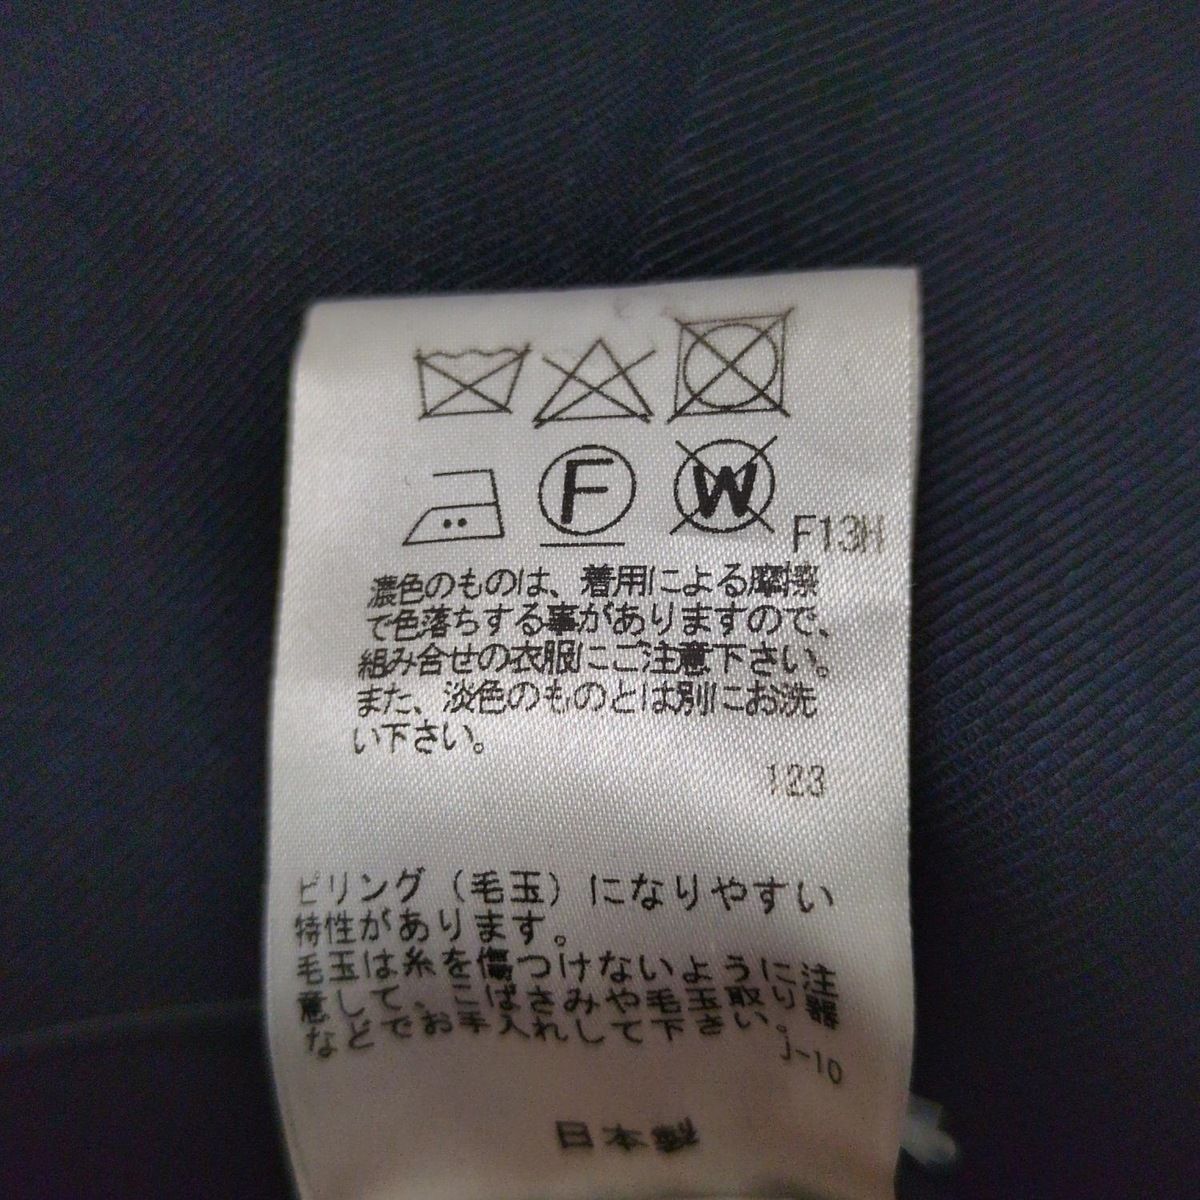 F
W
F13H
濃色のものは、着用による摩擦
で色落ちする事がありますので、
組み合せの衣服にご注意下さい。
また、淡色のものとは別にお洗
い下さい。
123
ピリング(毛玉)になりやすい
特性があります。
毛玉は糸を傷つけないように注
意して、こばさみや毛玉取り器
などでお手入れして下さい。
J-10
日本製